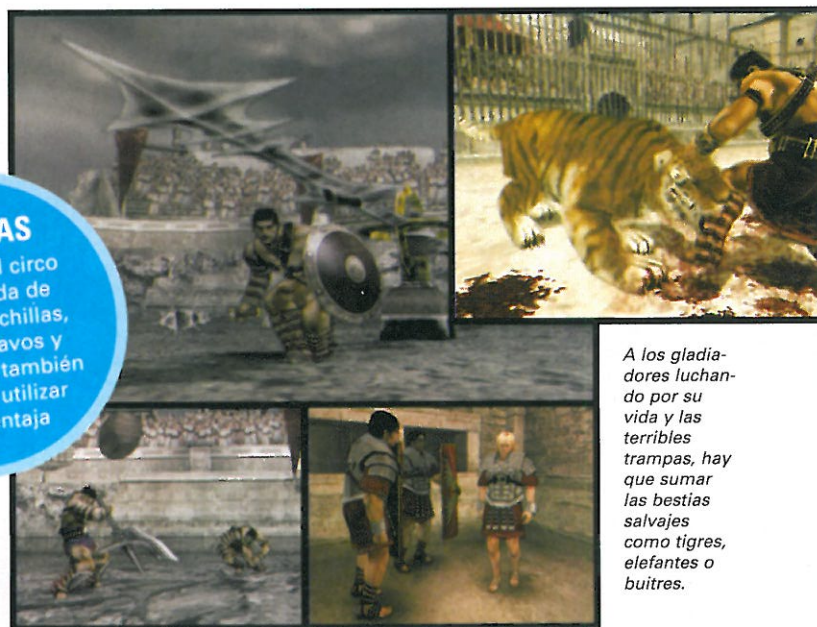 AS
l circo
da de
chillas,
avos y
también
utilizar
entaja
A los gladia-
dores luchan-
do por su
vida y las
terribles
trampas, hay
que sumar
las bestias
salvajes
como tigres,
elefantes o
buitres.